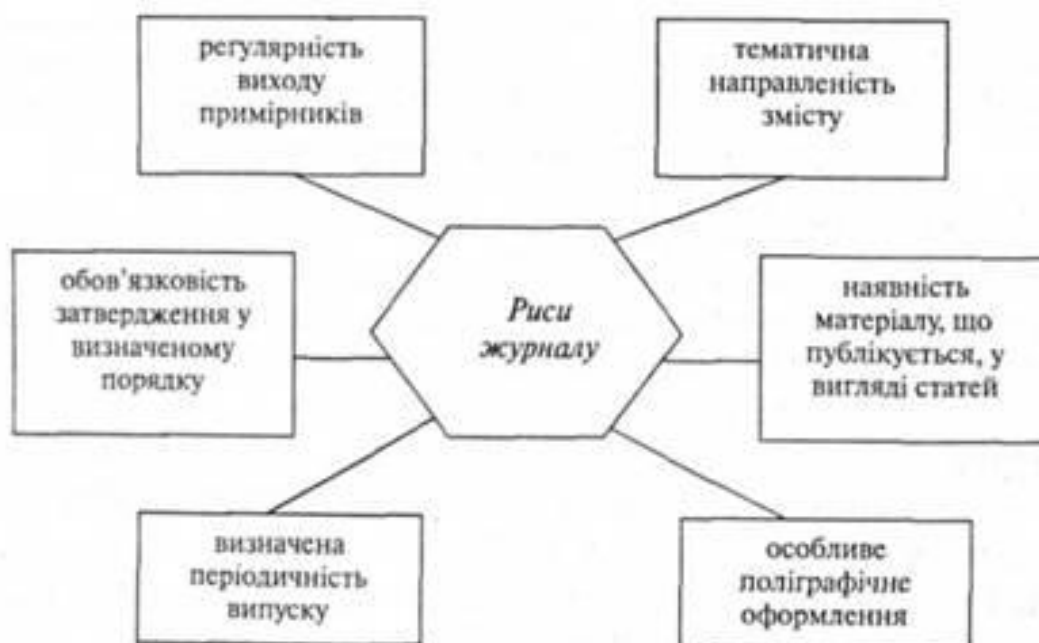 регулярність
виходу
примірників
тематична
направленість
змісту
обов’язковість
затвердження у
визначеному
порядку
Риси
журналу
наявність
матеріалу, що
публікується, у
вигляді статей
визначена
періодичність
випуску
особливе
поліграфічне
оформлення